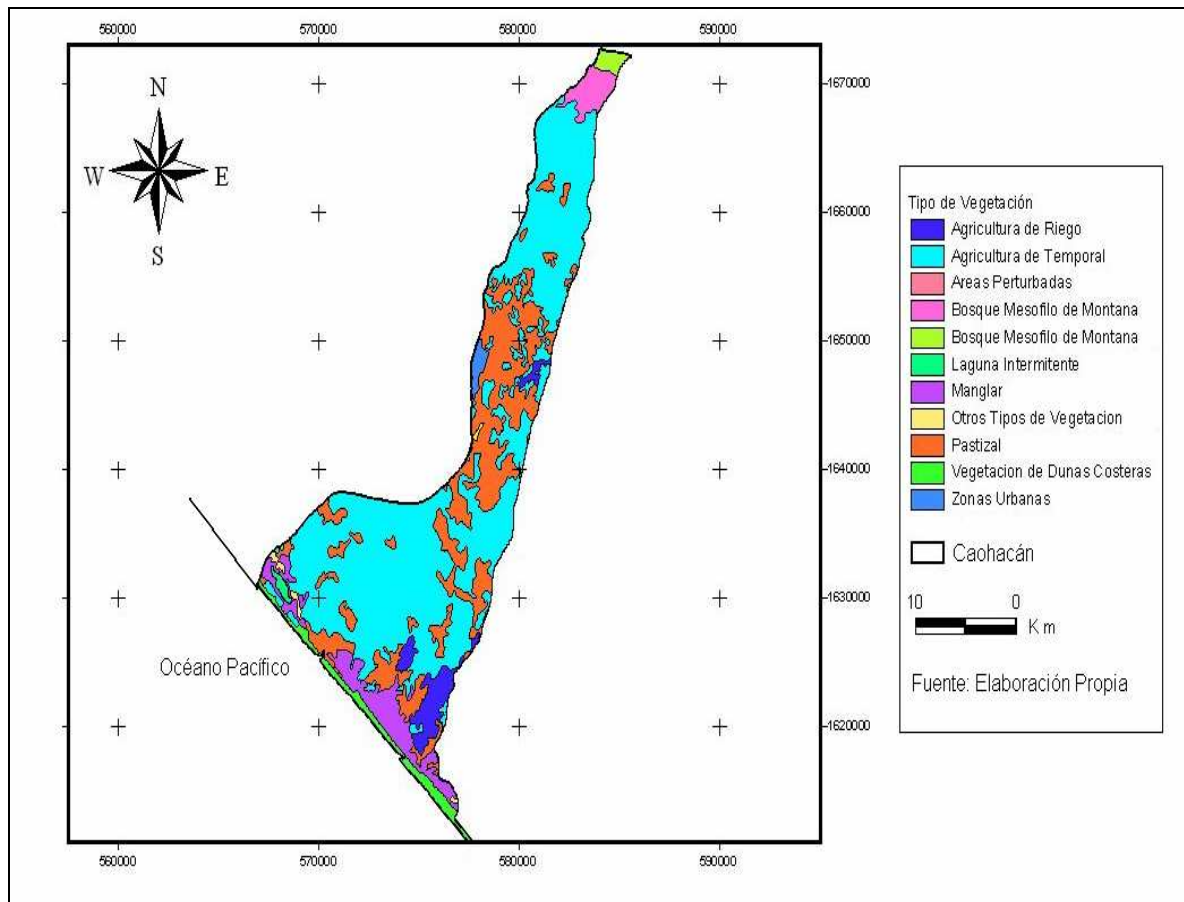 560000 570000 580000 590000
N
W E
S
1670000
1660000
1650000
1640000
1630000
1620000
Océano Pacífico
560000 570000 580000 590000
Tipo de Vegetación
Agricultura de Riego
Agricultura de Temporal
Areas Perturbadas
Bosque Mesofilo de Montana
Bosque Mesofilo de Montana
Laguna Intermitente
Manglar
Otros Tipos de Vegetacion
Pastizal
Vegetacion de Dunas Costeras
Zonas Urbanas
Caohacán
10 0
Km
Fuente: Elaboración Propia